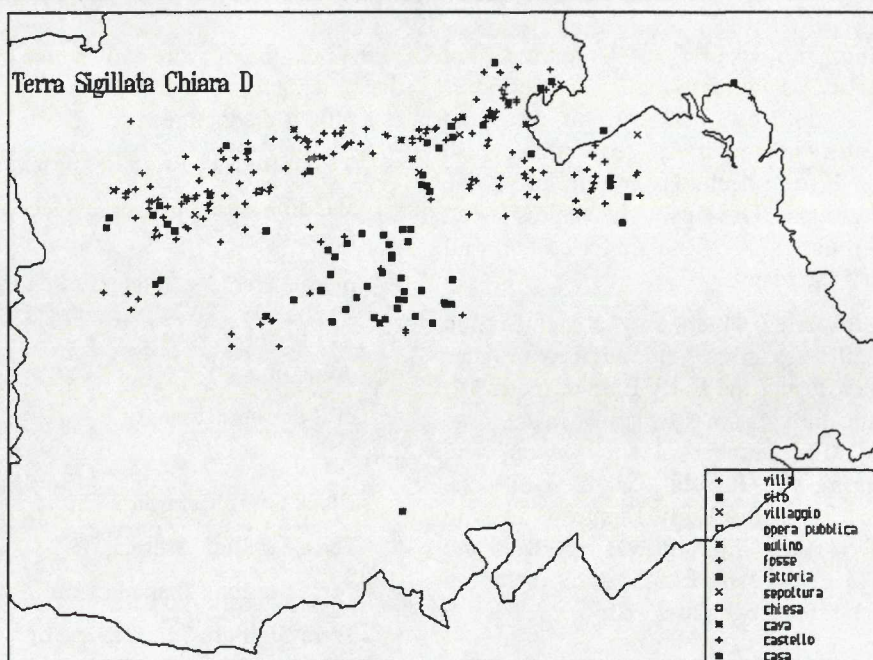 Terra Sigillata Chiara D
villa
sito
villaggio
opera pubblica
mulino
fosse
fattoria
sepoltura
chiesa
cava
castello
casa